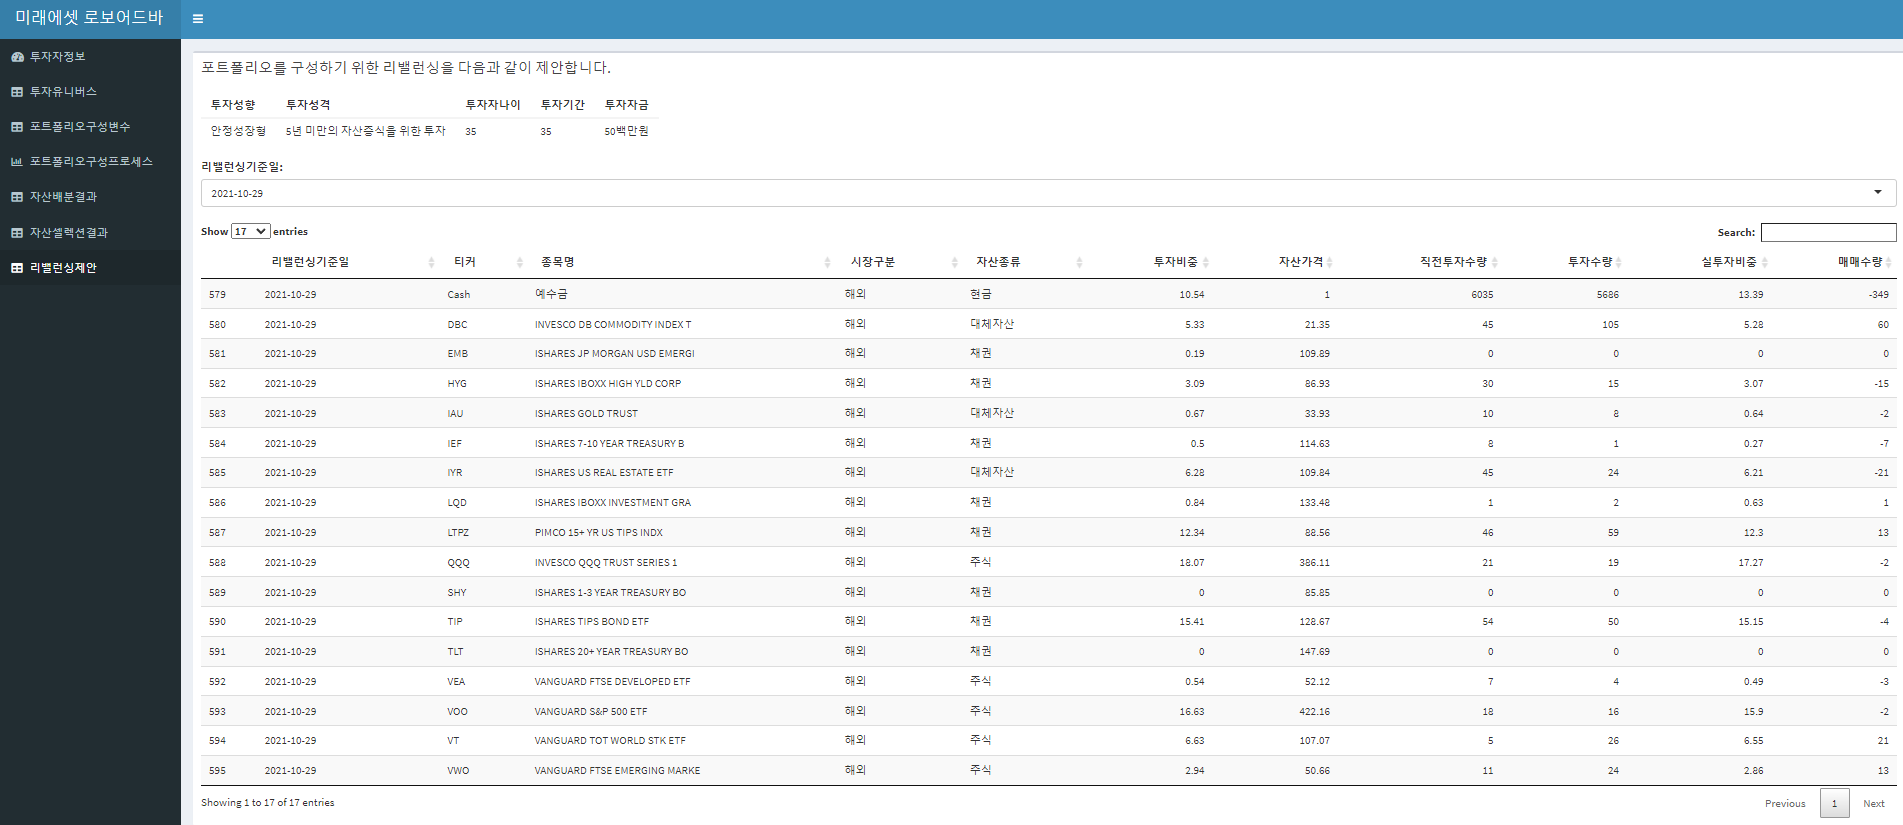 미래에셋 로보어드바
투자자정보
투자유니버스
포트폴리오구성변수
포트폴리오구성프로세스
자산배분결과
자산셀렉션결과
리밸런싱제안
포트폴리오를 구성하기 위한 리밸런싱을 다음과 같이 제안합니다.
투자성향 투자성격 투자자나이 투자기간 투자자금
안정성장형 5년 미만의 자산증식을 위한 투자 35 35 50백만원
리밸런싱기준일:
2021-10-29
Show 17 entries Search:
리밸런싱기준일 티커 종목명 시장구분 자산종류 투자비중 자산가격 직전투자수량 투자수량 실투자비중 매매수량
579 2021-10-29 Cash 예수금 해외 현금 10.54 1 6035 5686 13.39 -349
580 2021-10-29 DBC INVESCO DB COMMODITY INDEX T 해외 대체자산 5.33 21.35 45 105 5.28 60
581 2021-10-29 EMB ISHARES JP MORGAN USD EMERGI 해외 채권 0.19 109.89 0 0 0 0
582 2021-10-29 HYG ISHARES IBOXX HIGH YLD CORP 해외 채권 3.09 86.93 30 15 3.07 -15
583 2021-10-29 IAU ISHARES GOLD TRUST 해외 대체자산 0.67 33.93 10 8 0.64 -2
584 2021-10-29 IEF ISHARES 7-10 YEAR TREASURY B 해외 채권 0.5 114.63 8 1 0.27 -7
585 2021-10-29 IYR ISHARES US REAL ESTATE ETF 해외 대체자산 6.28 109.84 45 24 6.21 -21
586 2021-10-29 LQD ISHARES IBOXX INVESTMENT GRA 해외 채권 0.84 133.48 1 2 0.63 1
587 2021-10-29 LTPZ PIMCO 15+ YR US TIPS INDX 해외 채권 12.34 88.56 46 59 12.3 13
588 2021-10-29 QQQ INVESCO QQQ TRUST SERIES 1 해외 주식 18.07 386.11 21 19 17.27 -2
589 2021-10-29 SHY ISHARES 1-3 YEAR TREASURY BO 해외 채권 0 85.85 0 0 0 0
590 2021-10-29 TIP ISHARES TIPS BOND ETF 해외 채권 15.41 128.67 54 50 15.15 -4
591 2021-10-29 TLT ISHARES 20+ YEAR TREASURY BO 해외 채권 0 147.69 0 0 0 0
592 2021-10-29 VEA VANGUARD FTSE DEVELOPED ETF 해외 주식 0.54 52.12 7 4 0.49 -3
593 2021-10-29 VOO VANGUARD S&P 500 ETF 해외 주식 16.63 422.16 18 16 15.9 -2
594 2021-10-29 VT VANGUARD TOT WORLD STK ETF 해외 주식 6.63 107.07 5 26 6.55 21
595 2021-10-29 VWO VANGUARD FTSE EMERGING MARKE 해외 주식 2.94 50.66 11 24 2.86 13
Showing 1 to 17 of 17 entries Previous 1 Next